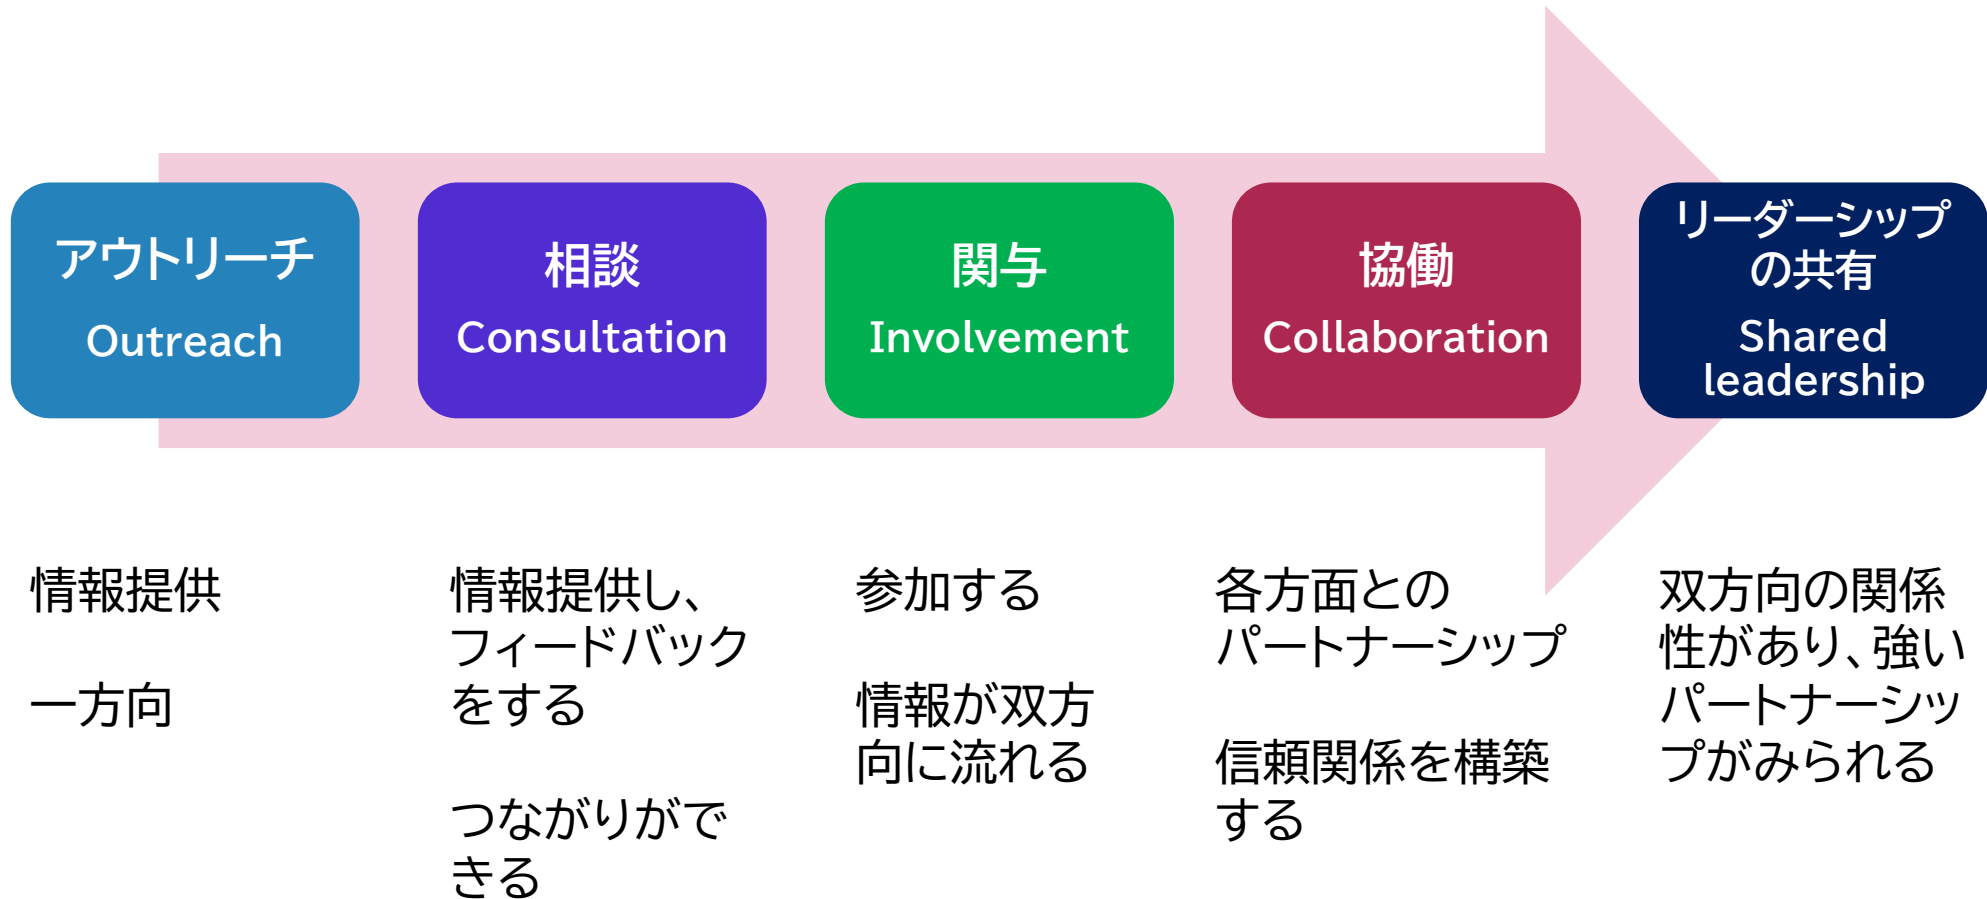 アウトリーチ
Outreach
相談
Consultation
関与
Involvement
協働
Collaboration
リーダーシップ
の共有
Shared
leadership
情報提供
一方向
情報提供し、
フィードバック
をする
つながりがで
きる
参加する
情報が双方
向に流れる
各方面との
パートナーシップ
信頼関係を構築
する
双方向の関係
性があり、強い
パートナーシッ
プがみられる